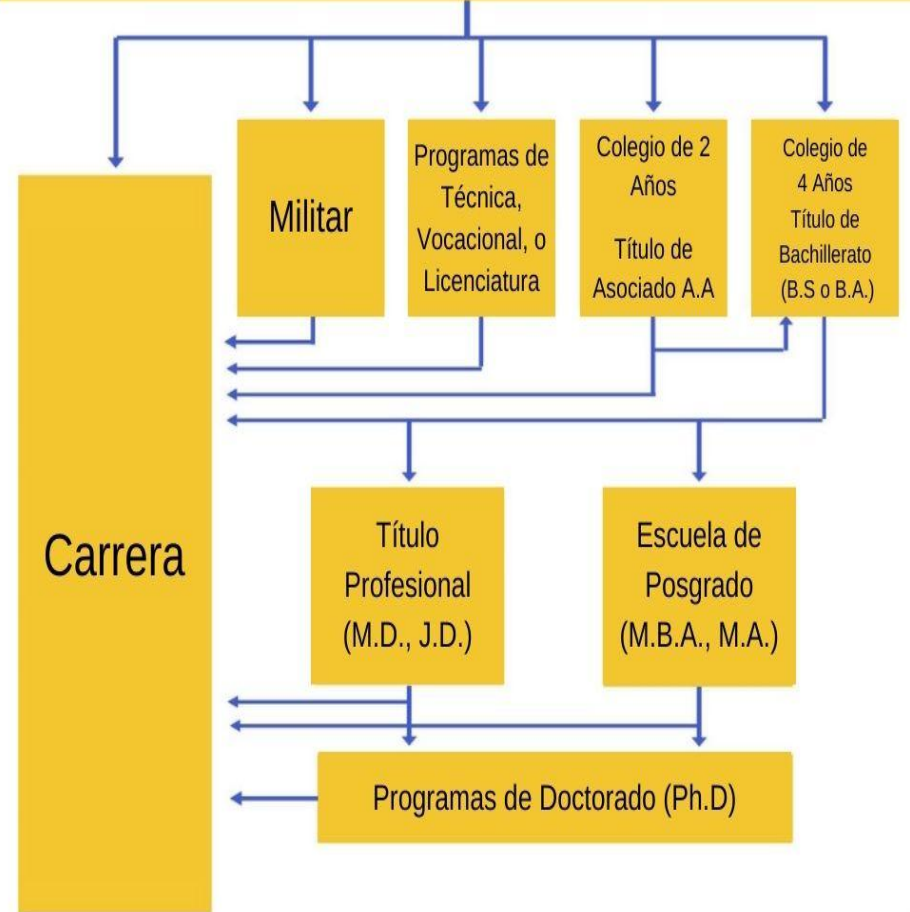 Militar
Programas de
Técnica,
Vocacional, o
Licenciatura
Colegio de 2
Años
Título de
Asociado A.A
Colegio de
4 Años
Título de
Bachillerato
(B.S o B.A.)
Carrera
Título
Profesional
(M.D., J.D.)
Escuela de
Posgrado
(M.B.A., M.A.)
Programas de Doctorado (Ph.D)